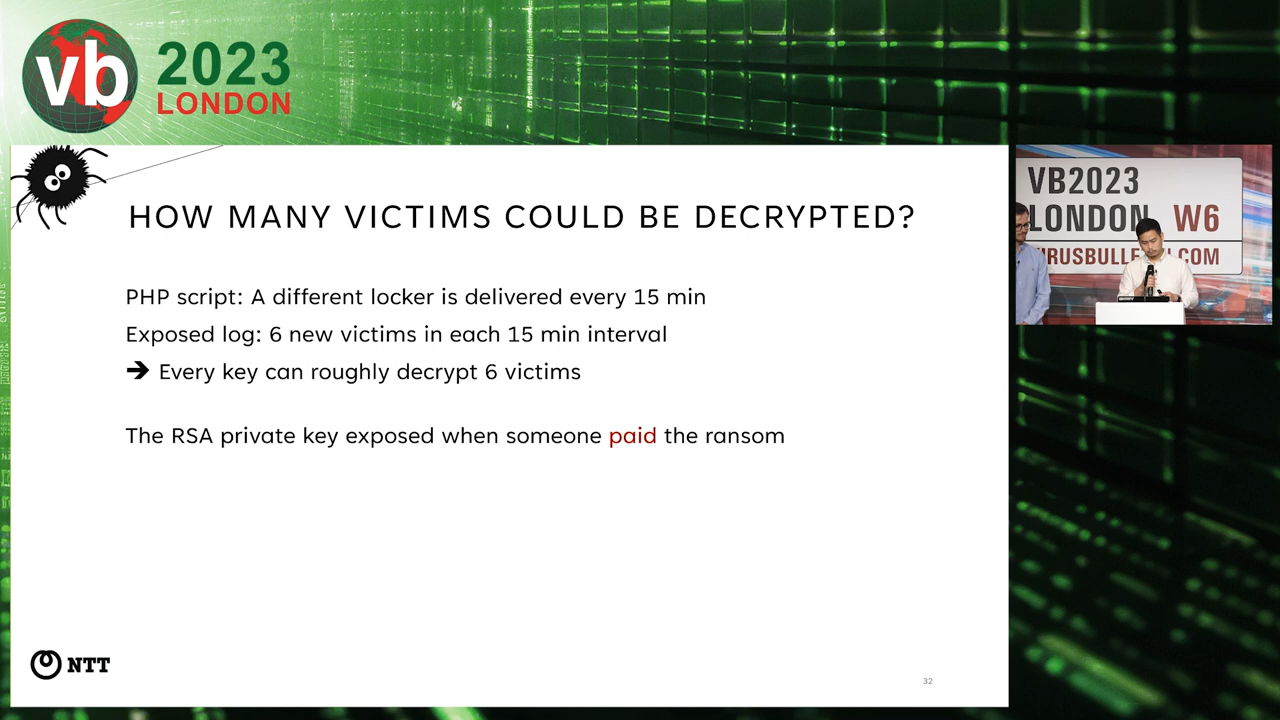 vb 2023
LONDON
HOW MANY VICTIMS COULD BE DECRYPTED?
PHP script: A different locker is delivered every 15 min
Exposed log: 6 new victims in each 15 min interval
➔ Every key can roughly decrypt 6 victims
The RSA private key exposed when someone paid the ransom
NTT
32
VB2023
LONDON W6